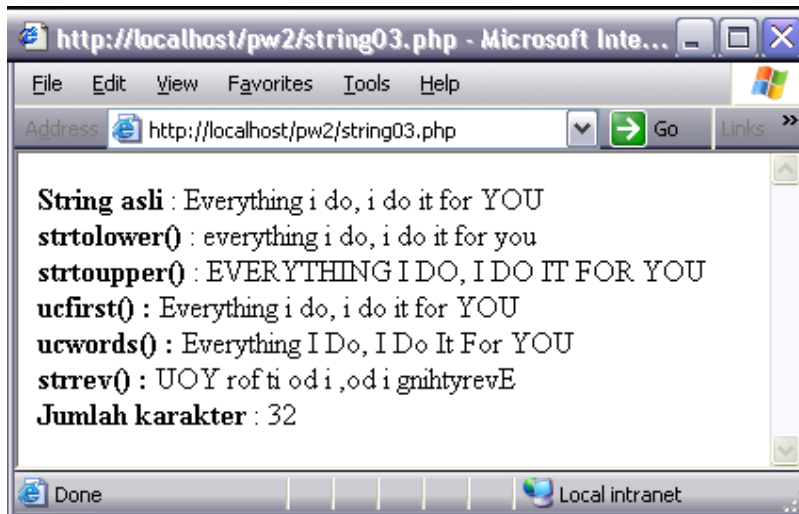 http://localhost/pw2/string03.php - Microsoft Inte...
File Edit View Favorites Tools Help
Address http://localhost/pw2/string03.php Go Links »
String asli : Everything i do, i do it for YOU
strtolower() : everything i do, i do it for you
strtoupper() : EVERYTHING I DO, I DO IT FOR YOU
ucfirst() : Everything i do, i do it for YOU
ucwords() : Everything I Do, I Do It For YOU
strrev() : UOY rof ti od i ,od i gnihtyrevE
Jumlah karakter : 32
Done Local intranet